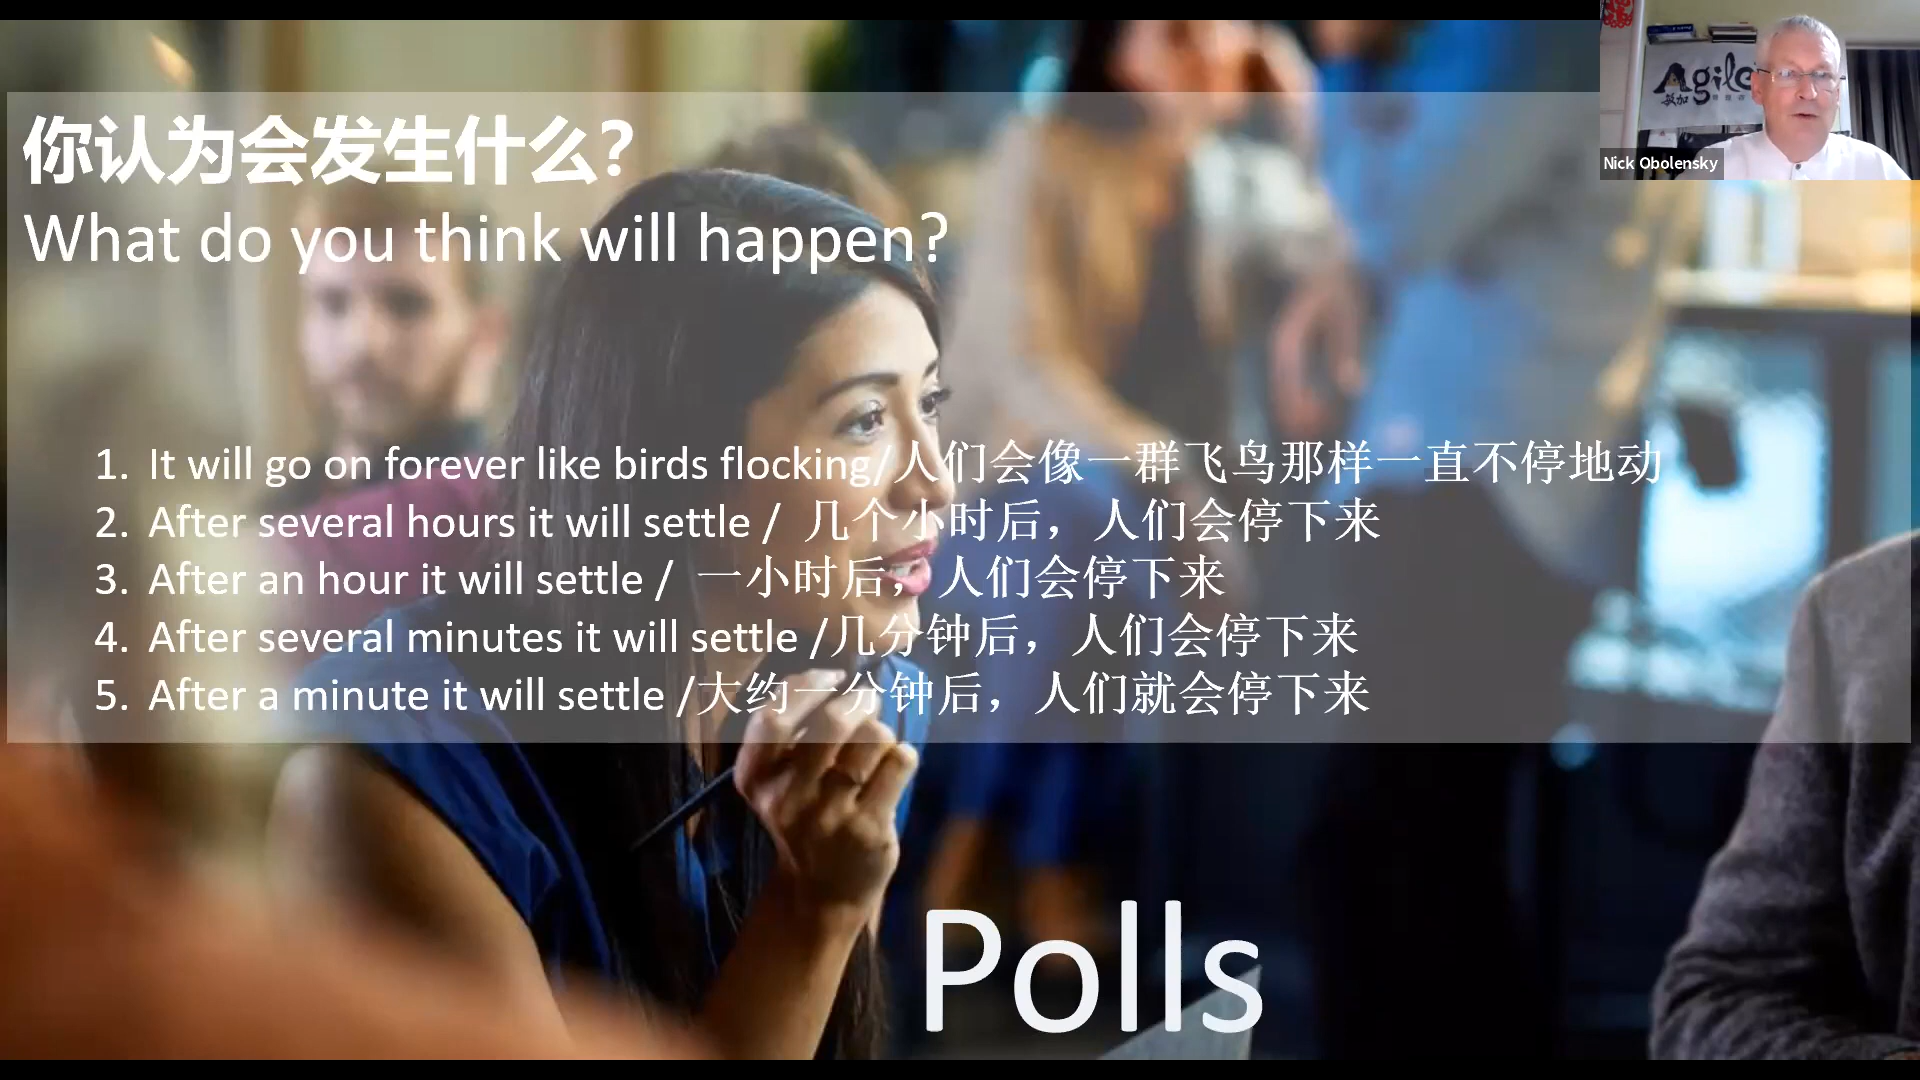 你认为会发生什么?
What do you think will happen?
1. It will go on forever like birds flocking/人们会像一群飞鸟那样一直不停地动
2. After several hours it will settle / 几个小时后，人们会停下来
3. After an hour it will settle / 一小时后，人们会停下来
4. After several minutes it will settle /几分钟后，人们会停下来
5. After a minute it will settle /大约一分钟后，人们就会停下来
Polls
Agile
敏加
Nick Obolensky